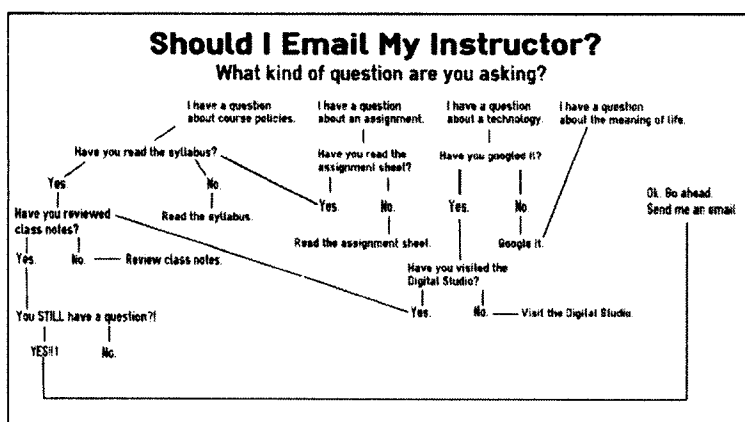 Should I Email My Instructor?
What kind of question are you asking?
I have a question
about course policies.
I have a question
about an assignment.
I have a question
about a technology.
I have a question
about the meaning of life.
Have you read the syllabus?
Have you read the
assignment sheet?
Have you googled it?
Yes.
No.
Read the syllabus.
Yes.
No.
Yes.
No.
Ok. Go ahead.
Send me an email
Have you reviewed
class notes?
Read the assignment sheet.
Google it.
Yes.
No.
Review class notes.
Have you visited the
Digital Studio?
Yes.
No.
Visit the Digital Studio.
You STILL have a question?!
YES!!!
No.